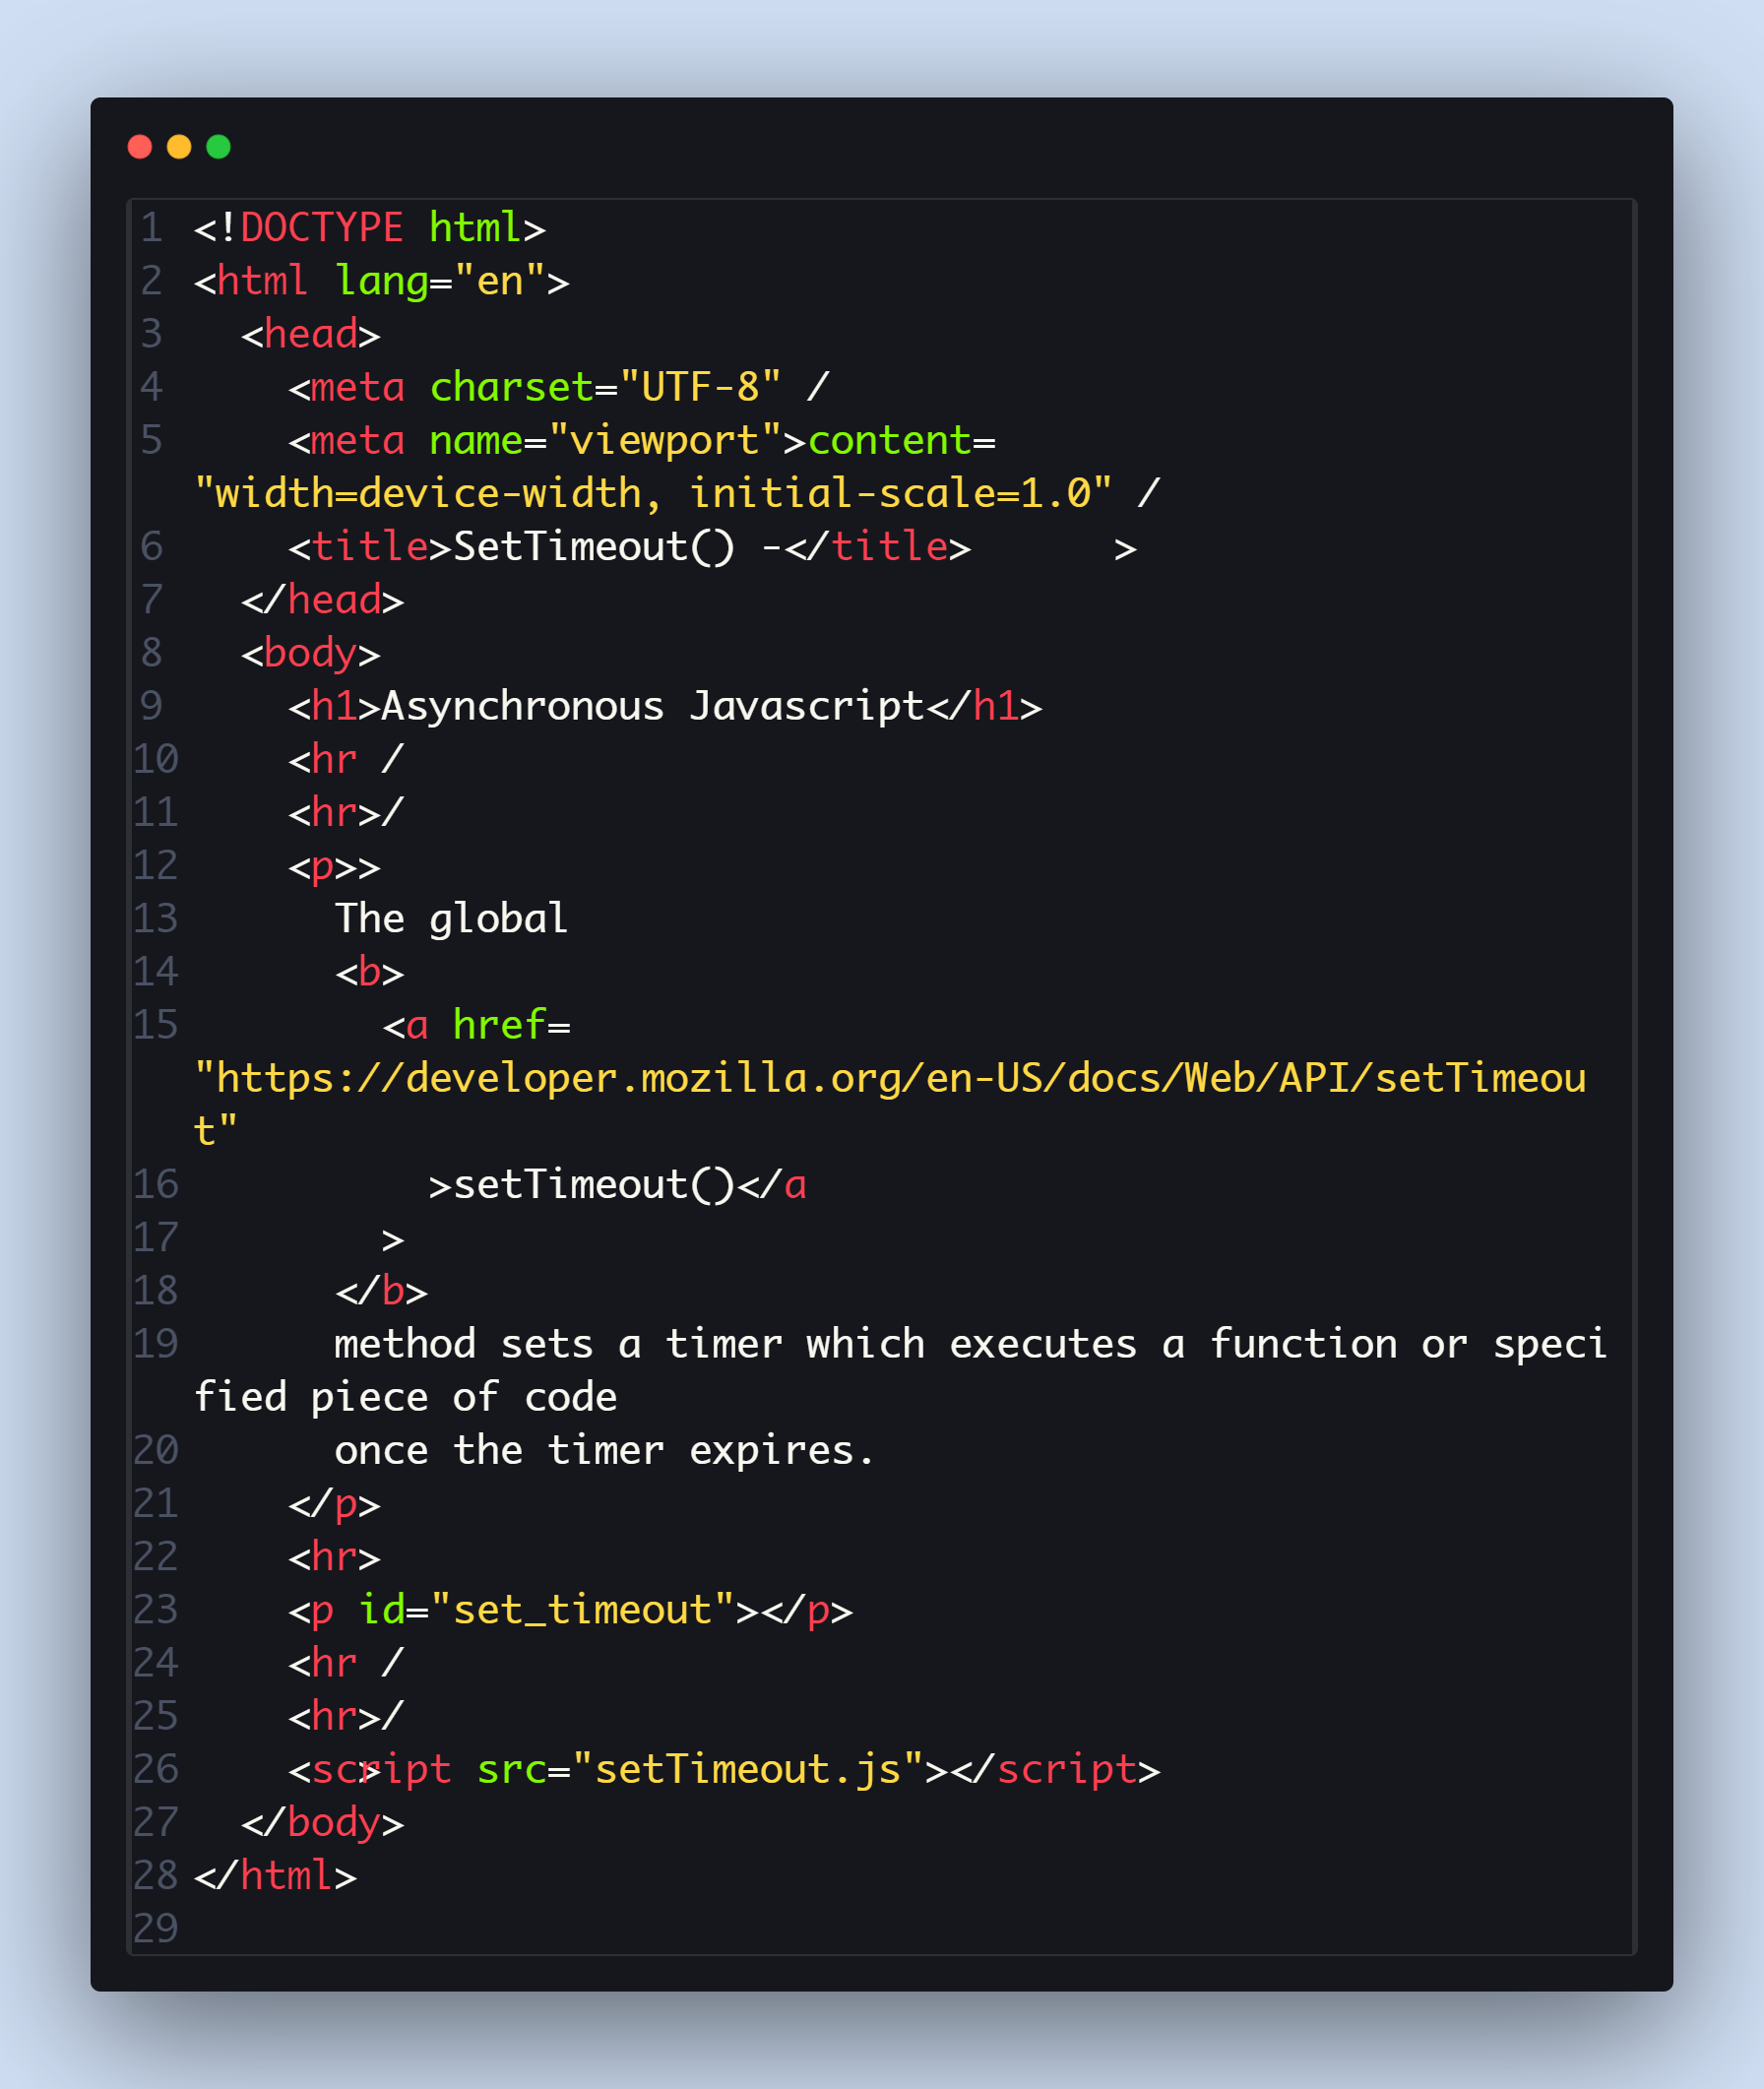 1 <!DOCTYPE html>
2 <html lang="en">
3   <head>
4     <meta charset="UTF-8" /
5     <meta name="viewport">content=
"width=device-width, initial-scale=1.0" /
6     <title>SetTimeout() -</title>      >
7   </head>
8   <body>
9     <h1>Asynchronous Javascript</h1>
10     <hr /
11     <hr>/
12     <p>>
13       The global
14       <b>
15         <a href=
"https://developer.mozilla.org/en-US/docs/Web/API/setTimeou
t"
16           >setTimeout()</a
17         >
18       </b>
19       method sets a timer which executes a function or speci
fied piece of code
20       once the timer expires.
21     </p>
22     <hr>
23     <p id="set_timeout"></p>
24     <hr /
25     <hr>/
26     <script src="setTimeout.js"></script>
27   </body>
28 </html>
29